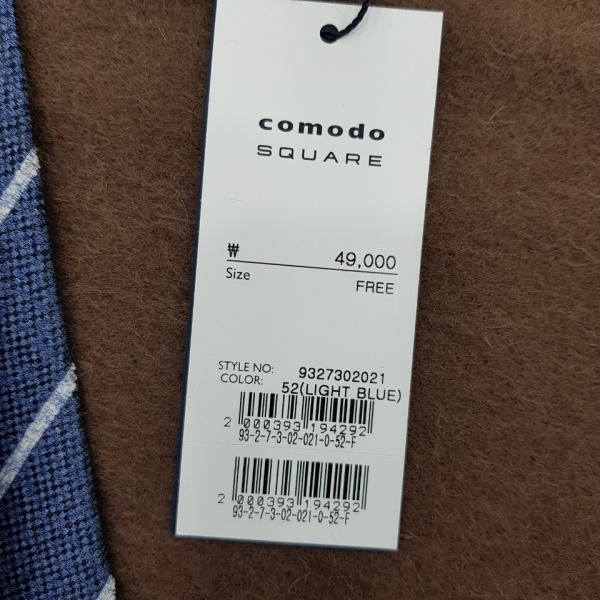 comodo
SQUARE
₩ 49,000
Size FREE
STYLE NO: 9327302021
COLOR: 52(LIGHT BLUE)
2 000393 194292
93-2-7-3-02-021-0-52-F
2 000393 194292
93-2-7-3-02-021-0-52-F